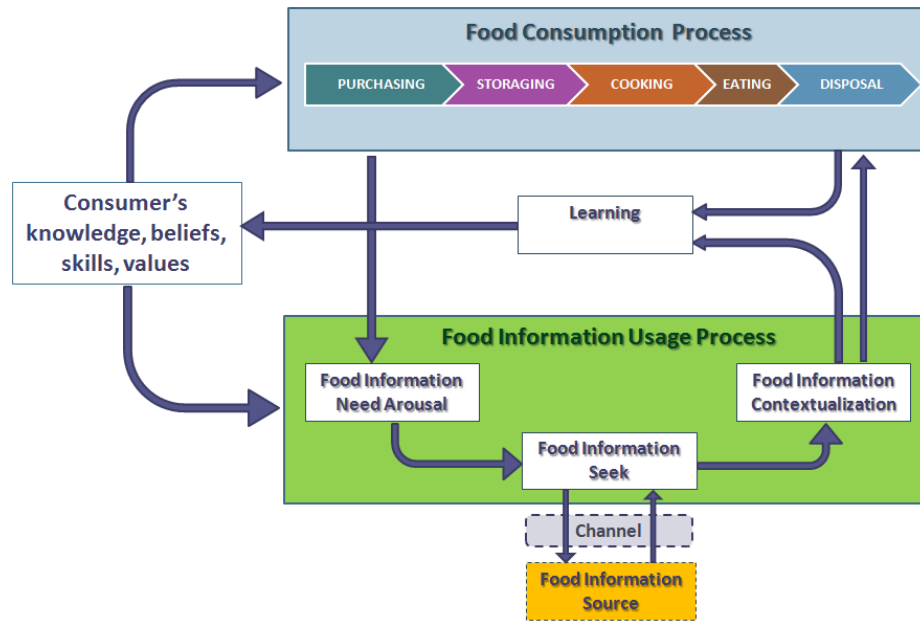 Food Consumption Process
PURCHASING STORAGING COOKING EATING DISPOSAL
Consumer's
knowledge, beliefs,
skills, values
Learning
Food Information Usage Process
Food Information
Need Arousal
Food Information
Contextualization
Food Information
Seek
Channel
Food Information
Source